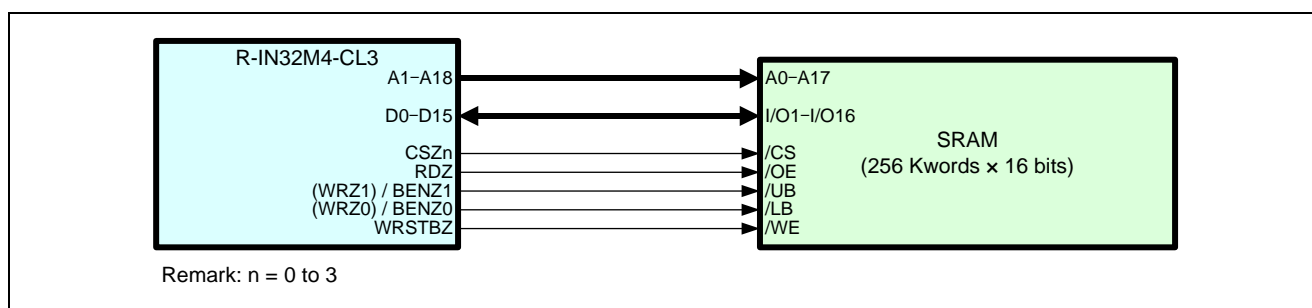 R-IN32M4-CL3
A1−A18
A0−A17
D0−D15
I/O1−I/O16
SRAM
(256 Kwords × 16 bits)
CSZn
/CS
RDZ
/OE
(WRZ1) / BENZ1
/UB
(WRZ0) / BENZ0
/LB
WRSTBZ
/WE
Remark: n = 0 to 3